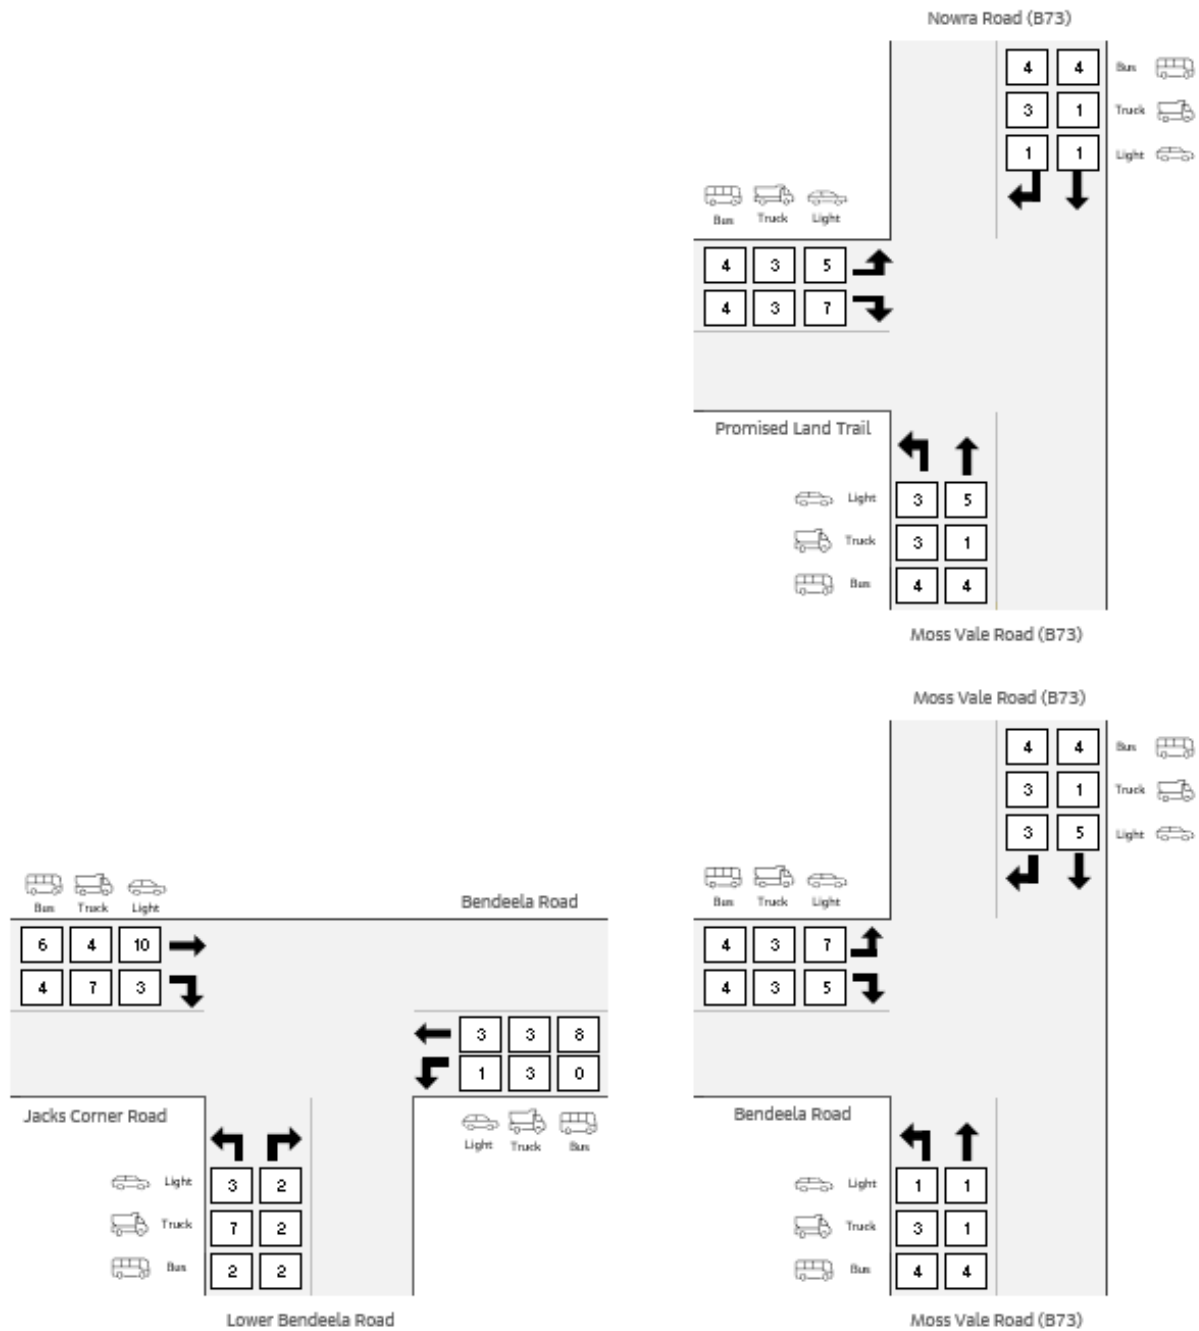 Nowra Road (B73)
4 4 Bus
3 1 Truck
1 1 Light
Bus Truck Light
4 3 5
4 3 7
Promised Land Trail
Light 3 5
Truck 3 1
Bus 4 4
Moss Vale Road (B73)
Moss Vale Road (B73)
4 4 Bus
3 1 Truck
3 5 Light
Bus Truck Light
4 3 7
4 3 5
Bendeela Road
Light 1 1
Truck 3 1
Bus 4 4
Moss Vale Road (B73)
Bus Truck Light
6 4 10
4 7 3
Bendeela Road
3 3 8
1 3 0
Light Truck Bus
Jacks Corner Road
Light 3 2
Truck 7 2
Bus 2 2
Lower Bendeela Road